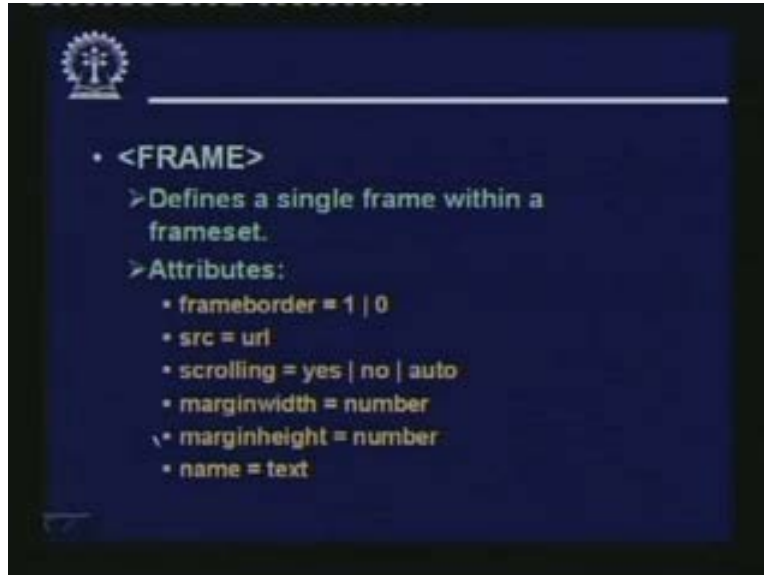 • <FRAME>
➢Defines a single frame within a
frameset.
➢Attributes:
▪ frameborder = 1 | 0
▪ src = url
▪ scrolling = yes | no | auto
▪ marginwidth = number
▪ marginheight = number
▪ name = text